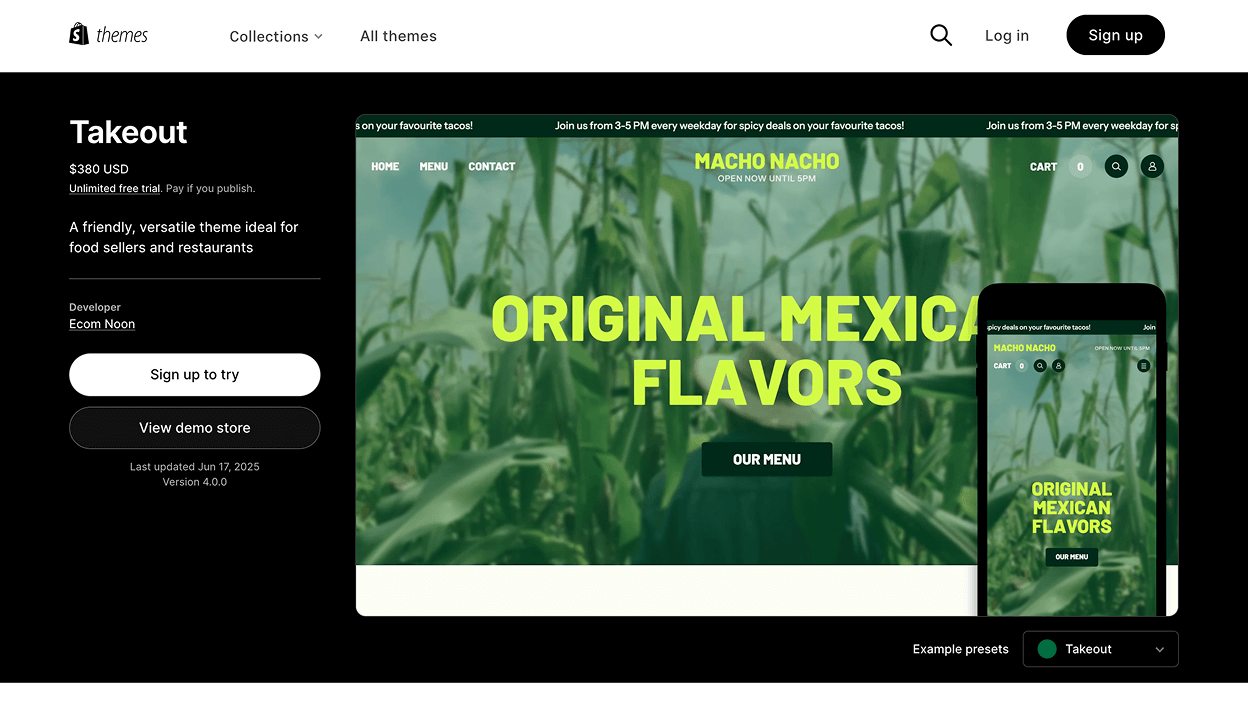 themes
Collections
All themes
Log in
Sign up
Takeout
$380 USD
Unlimited free trial. Pay if you publish.
A friendly, versatile theme ideal for
food sellers and restaurants
Developer
Ecom Noon
Sign up to try
View demo store
Last updated Jun 17, 2025
Version 4.0.0
s on your favourite tacos!
Join us from 3-5 PM every weekday for spicy deals on your favourite tacos!
Join us from 3-5 PM every weekday for sp
HOME
MENU
CONTACT
MACHO NACHO
OPEN NOW UNTIL 5PM
CART 0
ORIGINAL MEXICA
FLAVORS
OUR MENU
spicy deals on your favourite tacos!
Join
MACHO NACHO
OPEN NOW UNTIL 5PM
CART 0
ORIGINAL
MEXICAN
FLAVORS
OUR MENU
Example presets
Takeout